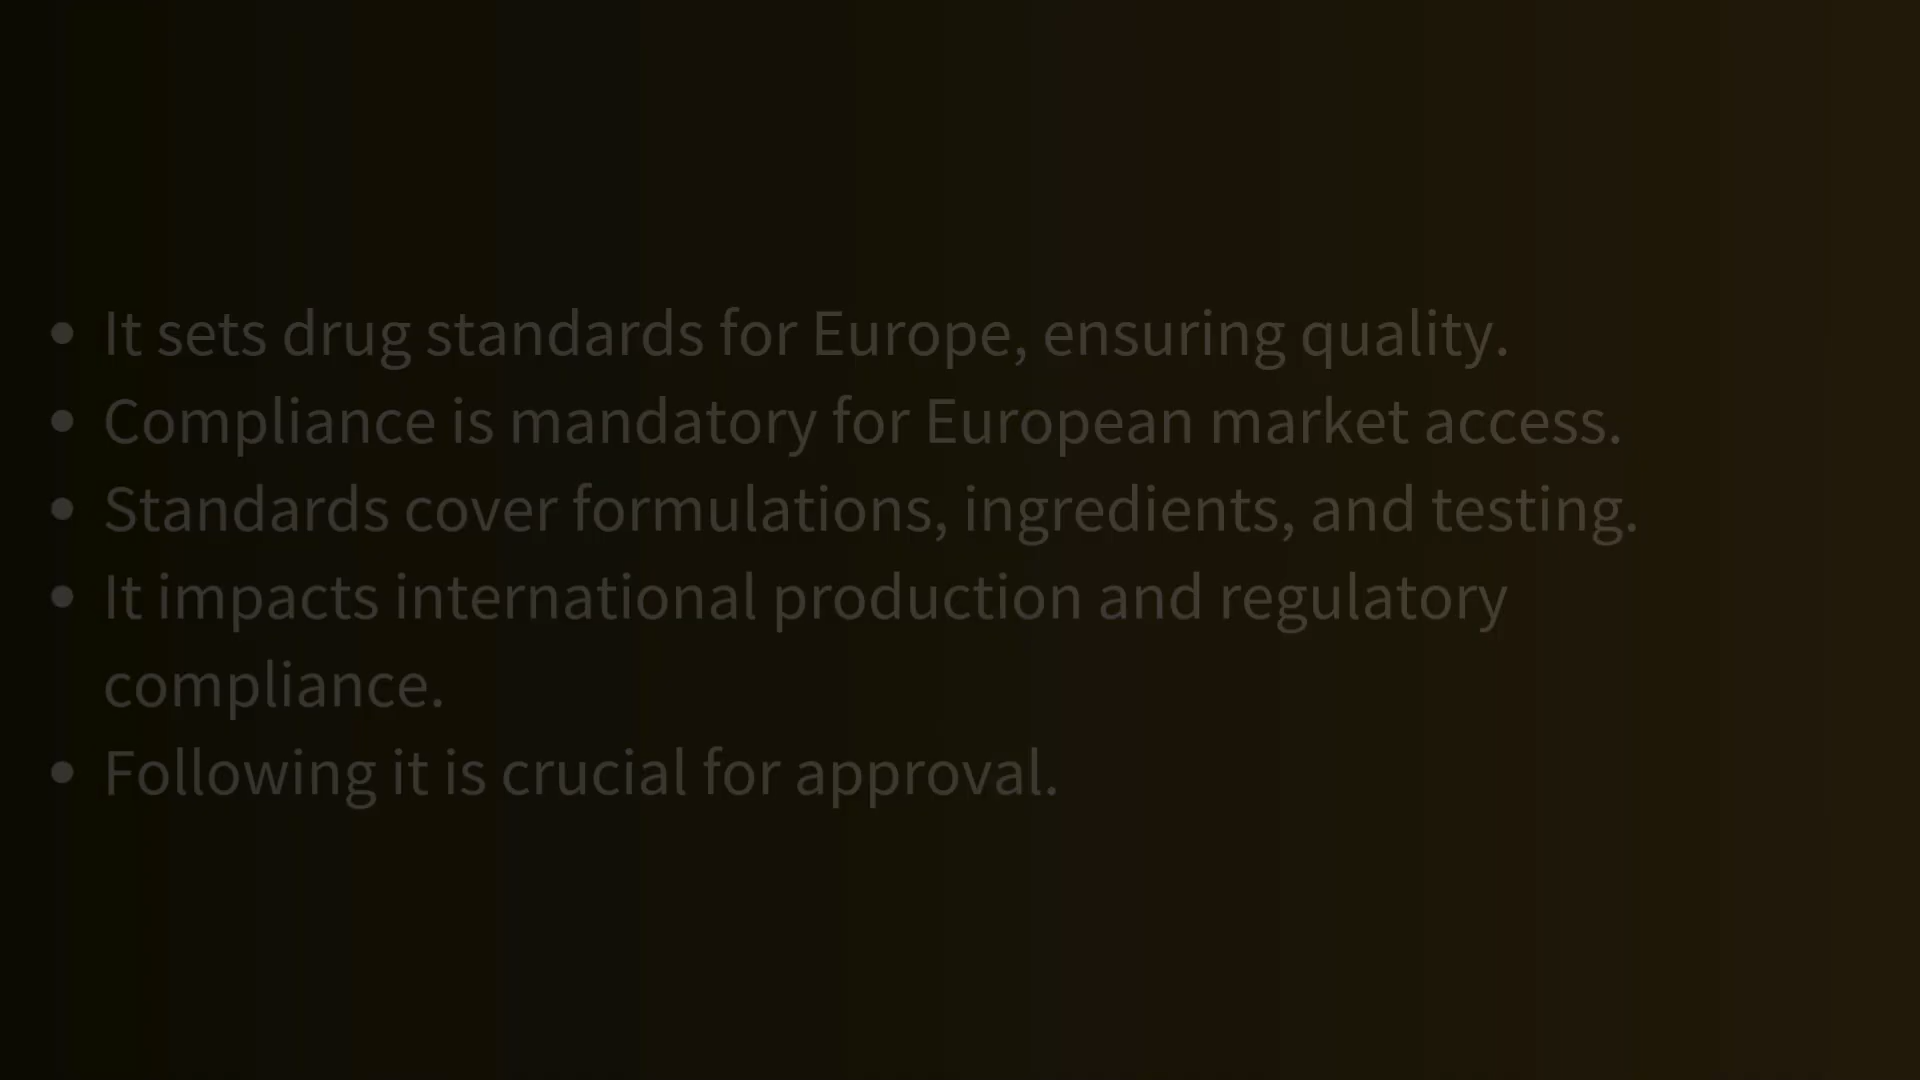 • It sets drug standards for Europe, ensuring quality.
• Compliance is mandatory for European market access.
• Standards cover formulations, ingredients, and testing.
• It impacts international production and regulatory
compliance.
• Following it is crucial for approval.